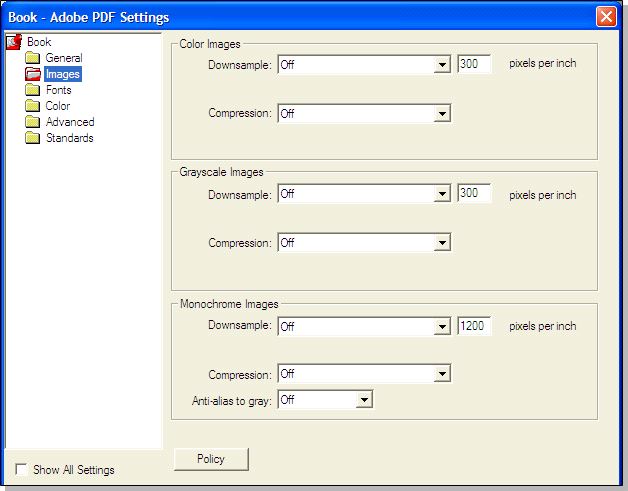 Book - Adobe PDF Settings
Book
General
Images
Fonts
Color
Advanced
Standards
Show All Settings
Color Images
Downsample: Off 300 pixels per inch
Compression: Off
Grayscale Images
Downsample: Off 300 pixels per inch
Compression: Off
Monochrome Images
Downsample: Off 1200 pixels per inch
Compression: Off
Anti-alias to gray: Off
Policy